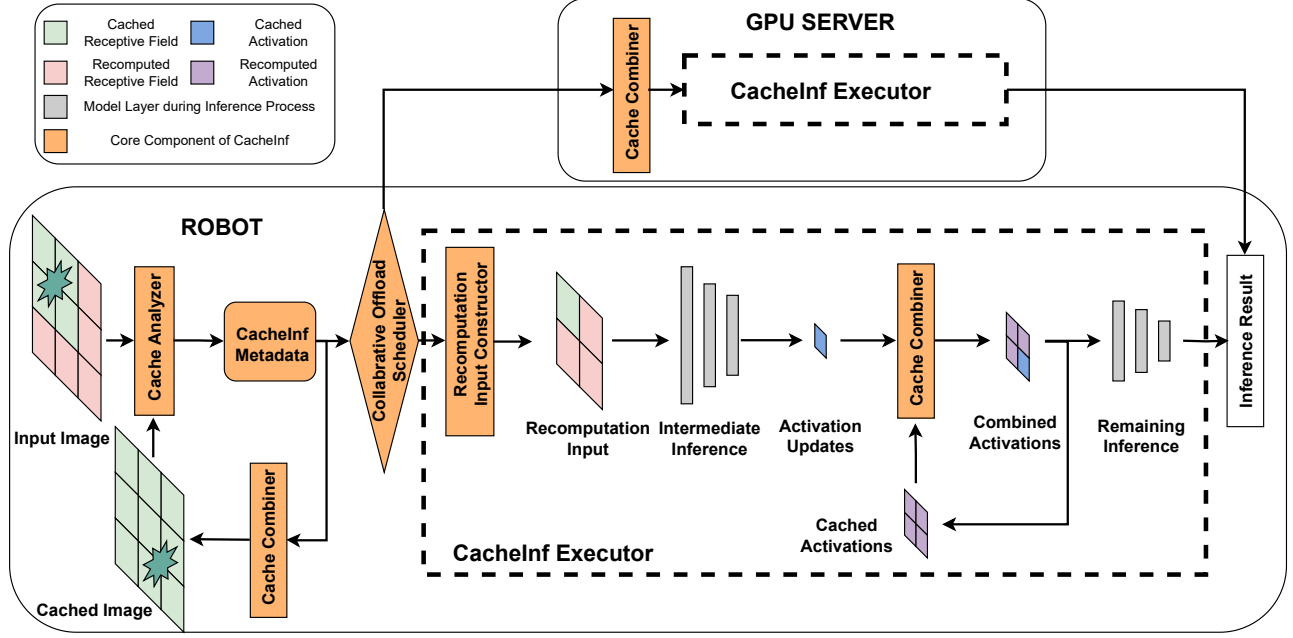 Cached
Receptive Field
Cached
Activation
Recomputed
Receptive Field
Recomputed
Activation
Model Layer during Inference Process
Core Component of CacheInf
GPU SERVER
Cache Combiner
CacheInf Executor
ROBOT
Input Image
Cache Analyzer
CacheInf
Metadata
Cached Image
Cache Combiner
Collabrative Offload
Scheduler
Recomputation
Input Constructor
Recomputation
Input
Intermediate
Inference
Activation
Updates
Cache Combiner
Combined
Activations
Remaining
Inference
Cached
Activations
CacheInf Executor
Inference Result